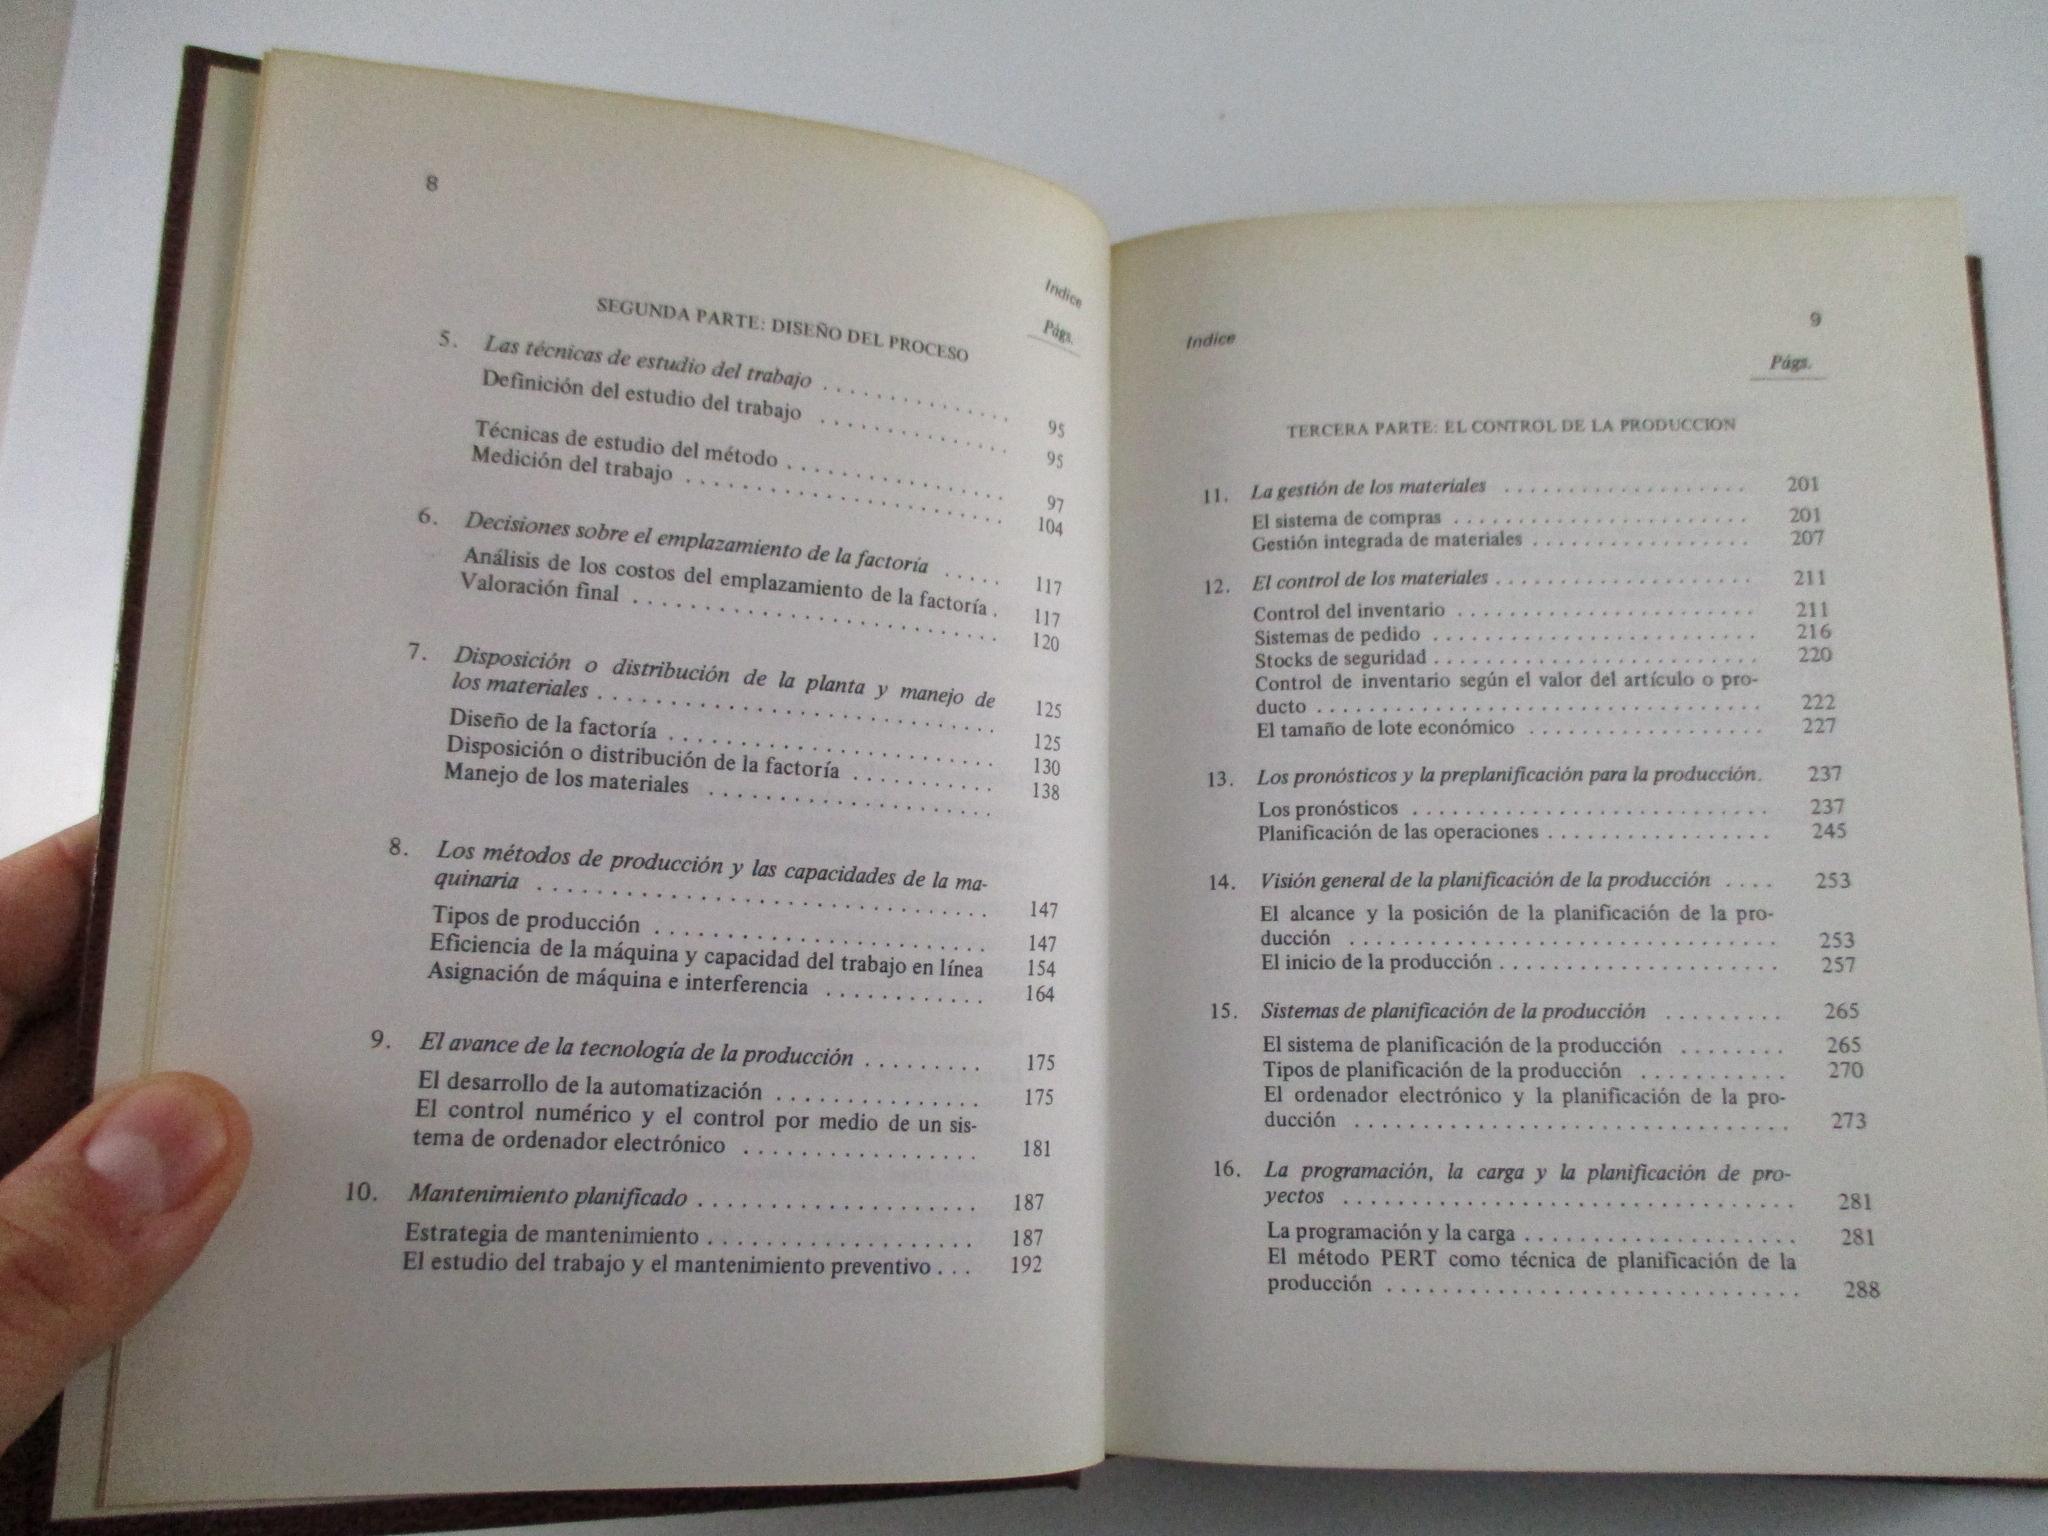 8
Indice
Págs.
SEGUNDA PARTE: DISEÑO DEL PROCESO
5. Las técnicas de estudio del trabajo . . . . . . . . . . . . . 95
Definición del estudio del trabajo . . . . . . . . . . . . . 95
Técnicas de estudio del método . . . . . . . . . . . . . . . 97
Medición del trabajo . . . . . . . . . . . . . . . . . . . . . 104
6. Decisiones sobre el emplazamiento de la factoría . . . . . 117
Análisis de los costos del emplazamiento de la factoría . 117
Valoración final . . . . . . . . . . . . . . . . . . . . . . . . 120
7. Disposición o distribución de la planta y manejo de
los materiales . . . . . . . . . . . . . . . . . . . . . . . . . 125
Diseño de la factoría . . . . . . . . . . . . . . . . . . . . . 125
Disposición o distribución de la factoría . . . . . . . . . . 130
Manejo de los materiales . . . . . . . . . . . . . . . . . . 138
8. Los métodos de producción y las capacidades de la ma-
quinaria . . . . . . . . . . . . . . . . . . . . . . . . . . . . 147
Tipos de producción . . . . . . . . . . . . . . . . . . . . . 147
Eficiencia de la máquina y capacidad del trabajo en línea 154
Asignación de máquina e interferencia . . . . . . . . . . . 164
9. El avance de la tecnología de la producción . . . . . . . . 175
El desarrollo de la automatización . . . . . . . . . . . . . 175
El control numérico y el control por medio de un sis-
tema de ordenador electrónico . . . . . . . . . . . . . . . 181
10. Mantenimiento planificado . . . . . . . . . . . . . . . . . . 187
Estrategia de mantenimiento . . . . . . . . . . . . . . . . . 187
El estudio del trabajo y el mantenimiento preventivo . . . 192
Indice
9
Págs.
TERCERA PARTE: EL CONTROL DE LA PRODUCCION
11. La gestión de los materiales . . . . . . . . . . . . . . . . . 201
El sistema de compras . . . . . . . . . . . . . . . . . . . . 201
Gestión integrada de materiales . . . . . . . . . . . . . . . 207
12. El control de los materiales . . . . . . . . . . . . . . . . . . 211
Control del inventario . . . . . . . . . . . . . . . . . . . . . 211
Sistemas de pedido . . . . . . . . . . . . . . . . . . . . . . 216
Stocks de seguridad . . . . . . . . . . . . . . . . . . . . . . 220
Control de inventario según el valor del artículo o pro-
ducto . . . . . . . . . . . . . . . . . . . . . . . . . . . . . . 222
El tamaño de lote económico . . . . . . . . . . . . . . . . 227
13. Los pronósticos y la preplanificación para la producción. 237
Los pronósticos . . . . . . . . . . . . . . . . . . . . . . . . 237
Planificación de las operaciones . . . . . . . . . . . . . . . 245
14. Visión general de la planificación de la producción . . . . 253
El alcance y la posición de la planificación de la pro-
ducción . . . . . . . . . . . . . . . . . . . . . . . . . . . . . 253
El inicio de la producción . . . . . . . . . . . . . . . . . . . 257
15. Sistemas de planificación de la producción . . . . . . . . . 265
El sistema de planificación de la producción . . . . . . . . 265
Tipos de planificación de la producción . . . . . . . . . . . 270
El ordenador electrónico y la planificación de la pro-
ducción . . . . . . . . . . . . . . . . . . . . . . . . . . . . . 273
16. La programación, la carga y la planificación de pro-
yectos . . . . . . . . . . . . . . . . . . . . . . . . . . . . . . 281
La programación y la carga . . . . . . . . . . . . . . . . . . 281
El método PERT como técnica de planificación de la
producción . . . . . . . . . . . . . . . . . . . . . . . . . . . 288